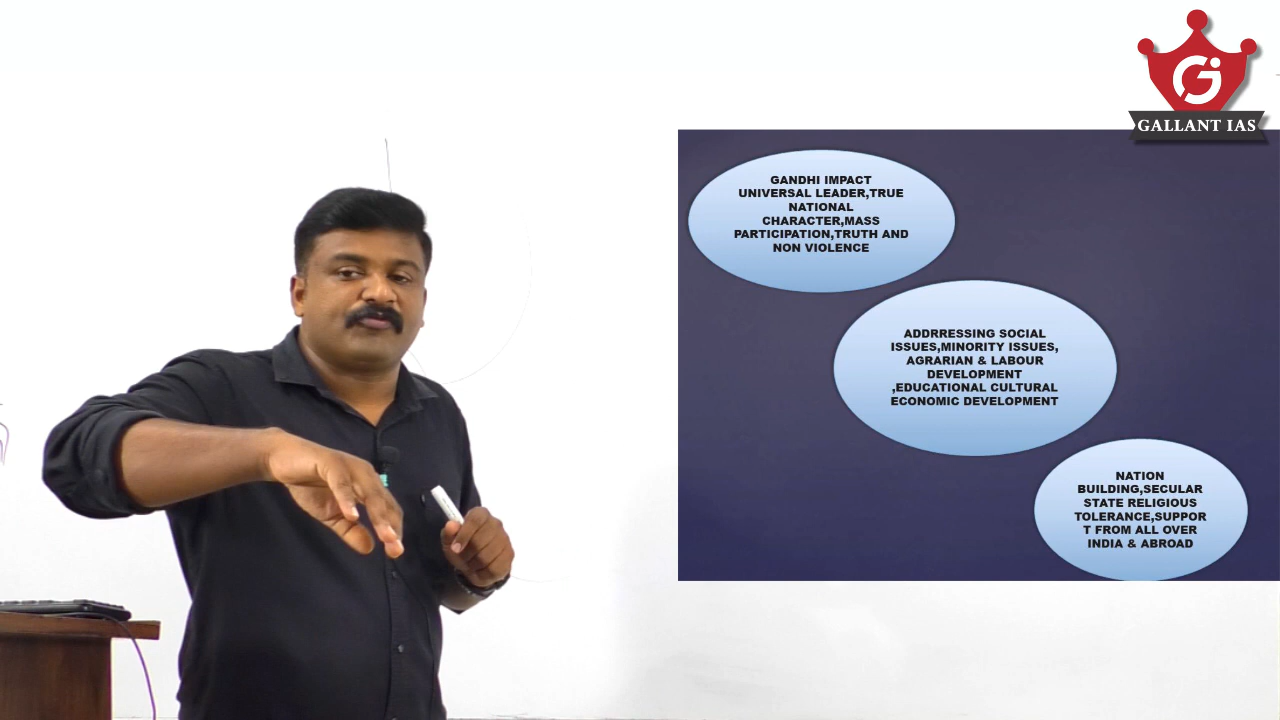 GALLANT IAS
GANDHI IMPACT
UNIVERSAL LEADER,TRUE
NATIONAL
CHARACTER,MASS
PARTICIPATION,TRUTH AND
NON VIOLENCE
ADDRRESSING SOCIAL
ISSUES,MINORITY ISSUES,
AGRARIAN & LABOUR
DEVELOPMENT
,EDUCATIONAL CULTURAL
ECONOMIC DEVELOPMENT
NATION
BUILDING,SECULAR
STATE RELIGIOUS
TOLERANCE,SUPPOR
T FROM ALL OVER
INDIA & ABROAD